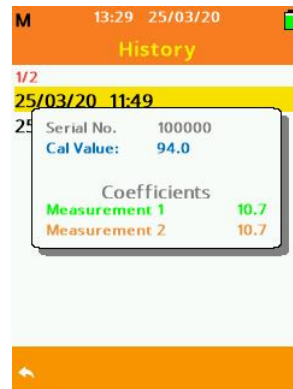 M 13:29 25/03/20
History
1/2
25/03/20 11:49
25
Serial No. 100000
Cal Value: 94.0
Coefficients
Measurement 1 10.7
Measurement 2 10.7